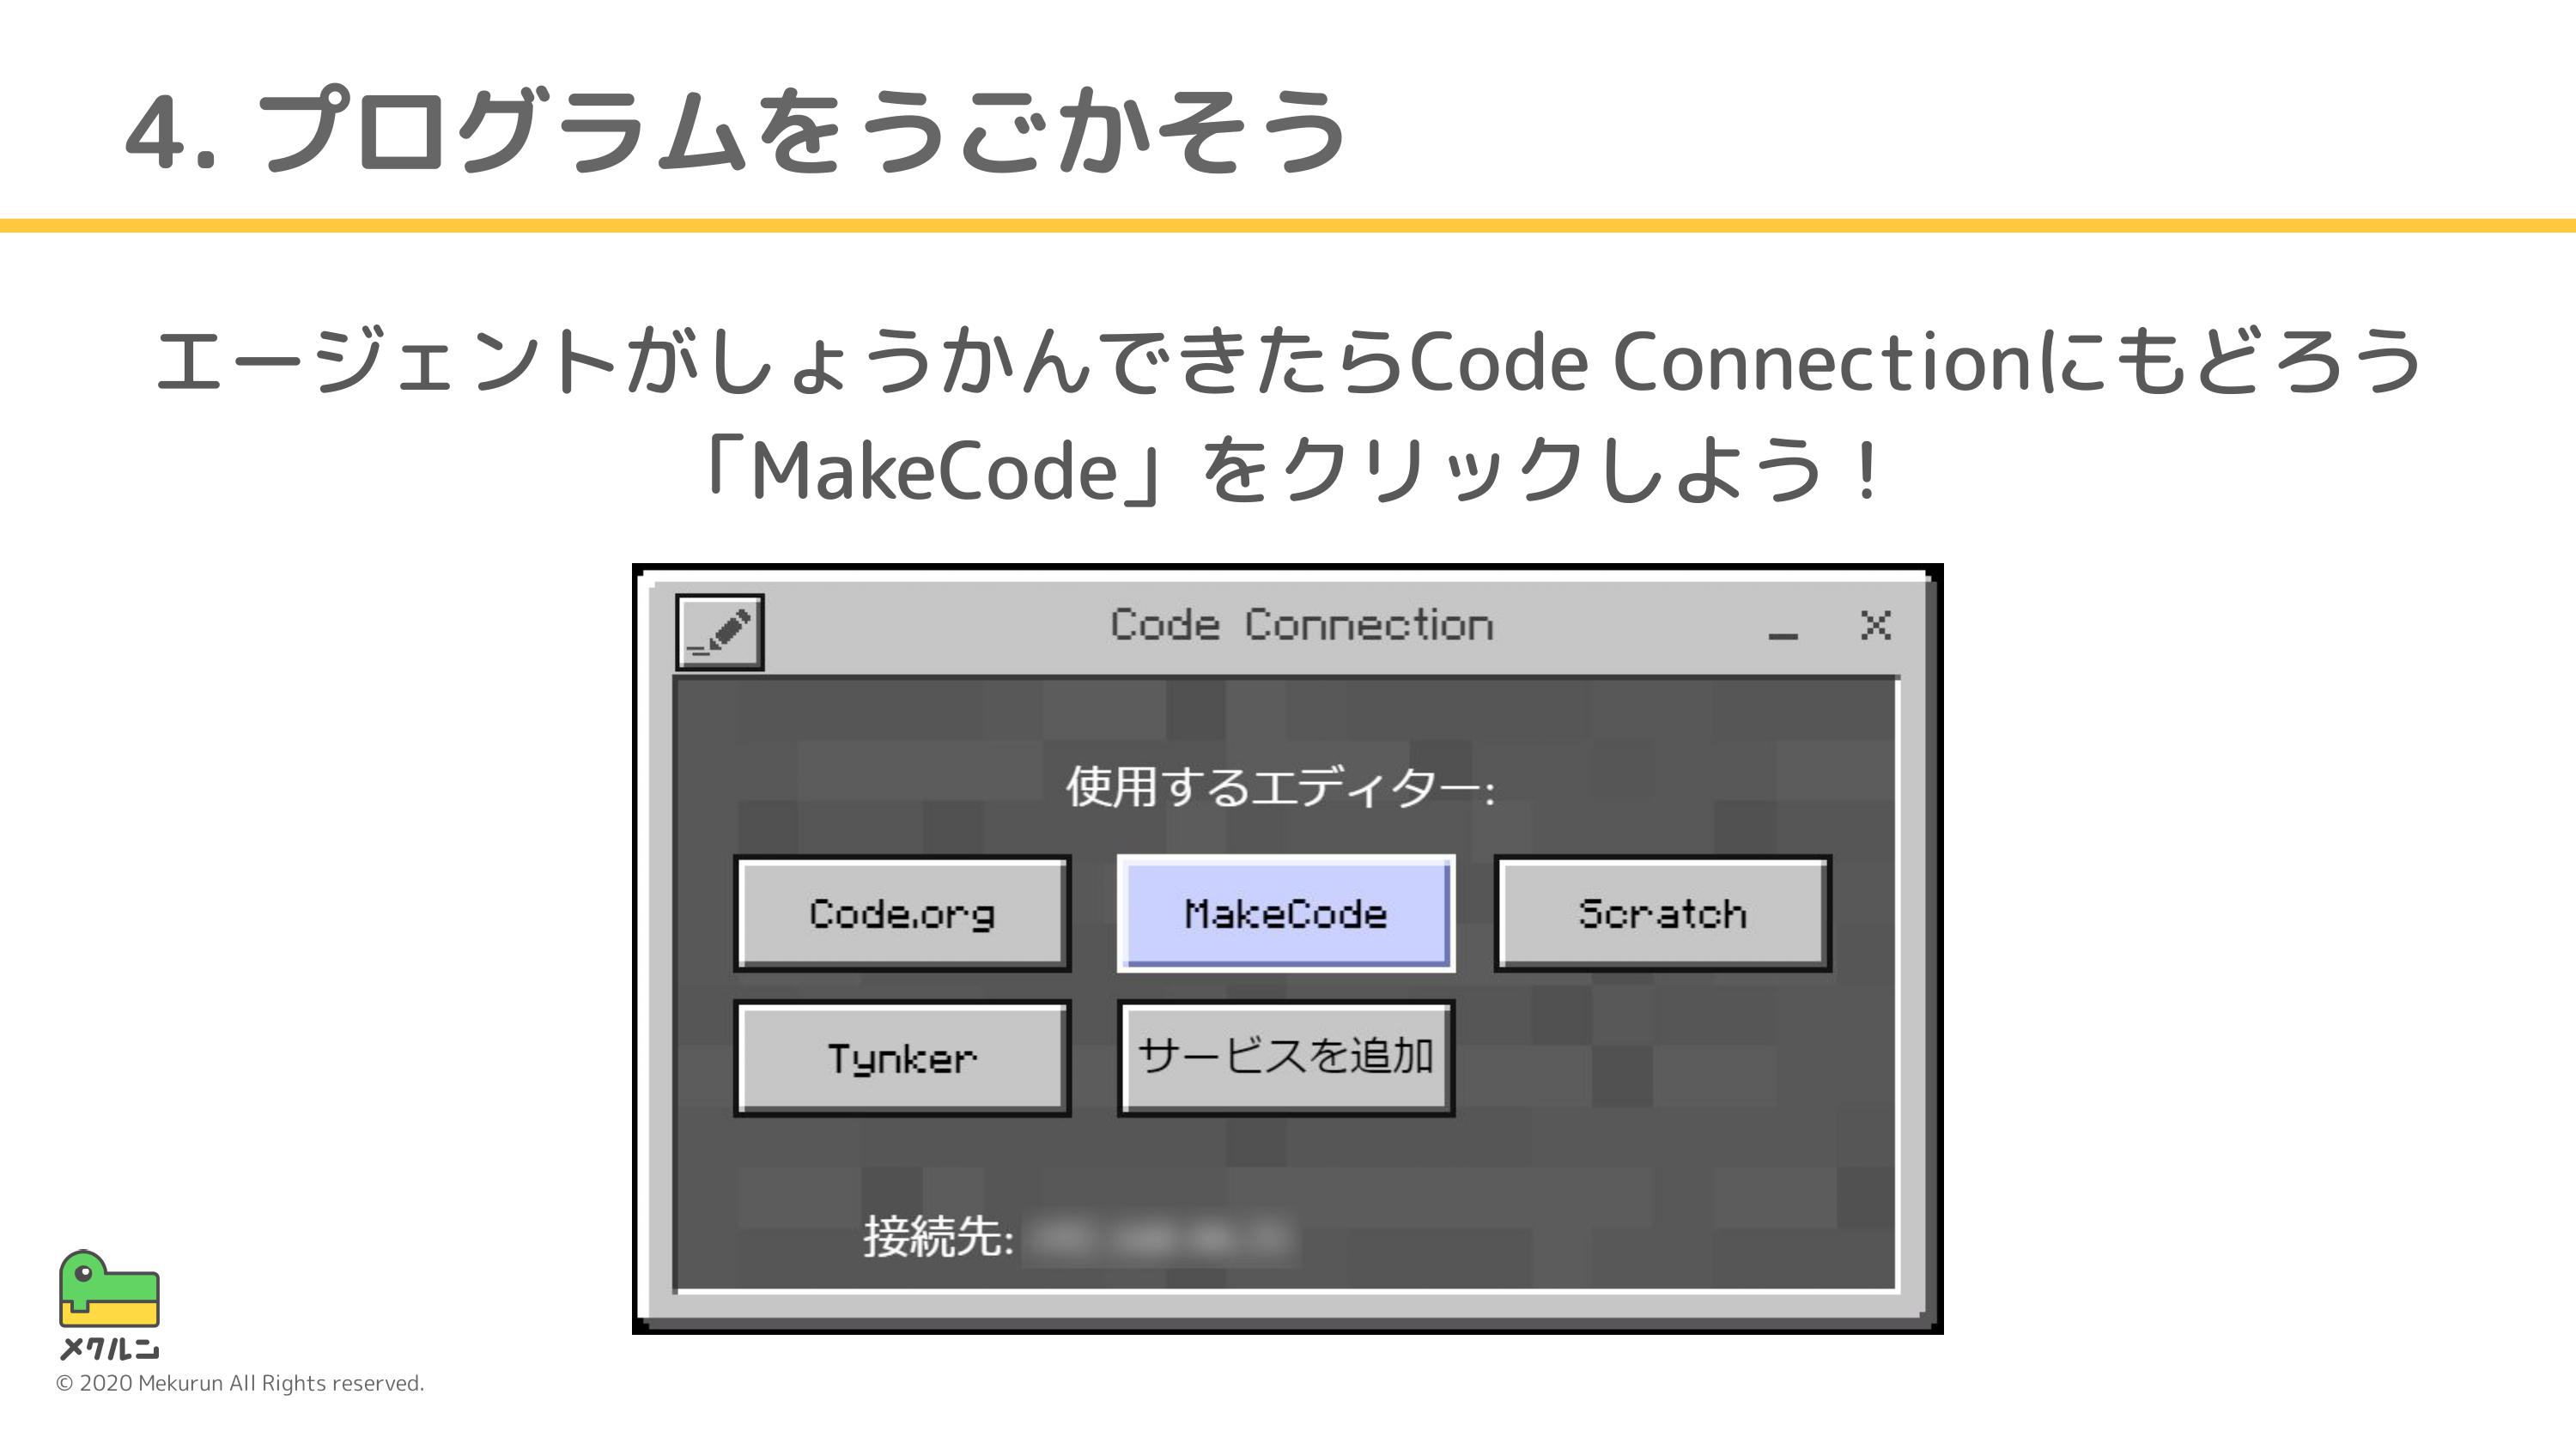 4. プログラムをうごかそう
エージェントがしょうかんできたらCode Connectionにもどろう
「MakeCode」をクリックしよう！
Code Connection
使用するエディター:
Code.org
MakeCode
Scratch
Tynker
サービスを追加
接続先:
メクルン
© 2020 Mekurun All Rights reserved.